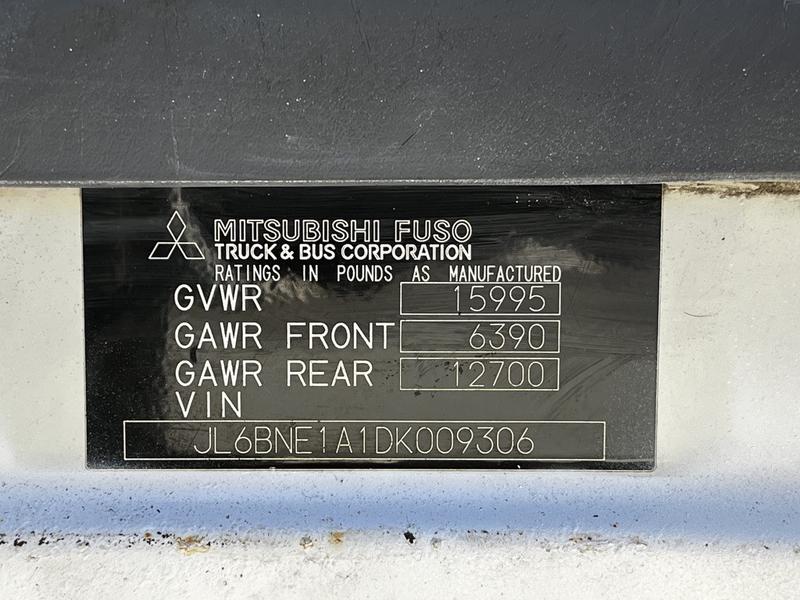 MITSUBISHI FUSO
TRUCK & BUS CORPORATION
RATINGS IN POUNDS AS MANUFACTURED
GVWR 15995
GAWR FRONT 6390
GAWR REAR 12700
VIN
JL6BNE1A1DK009306